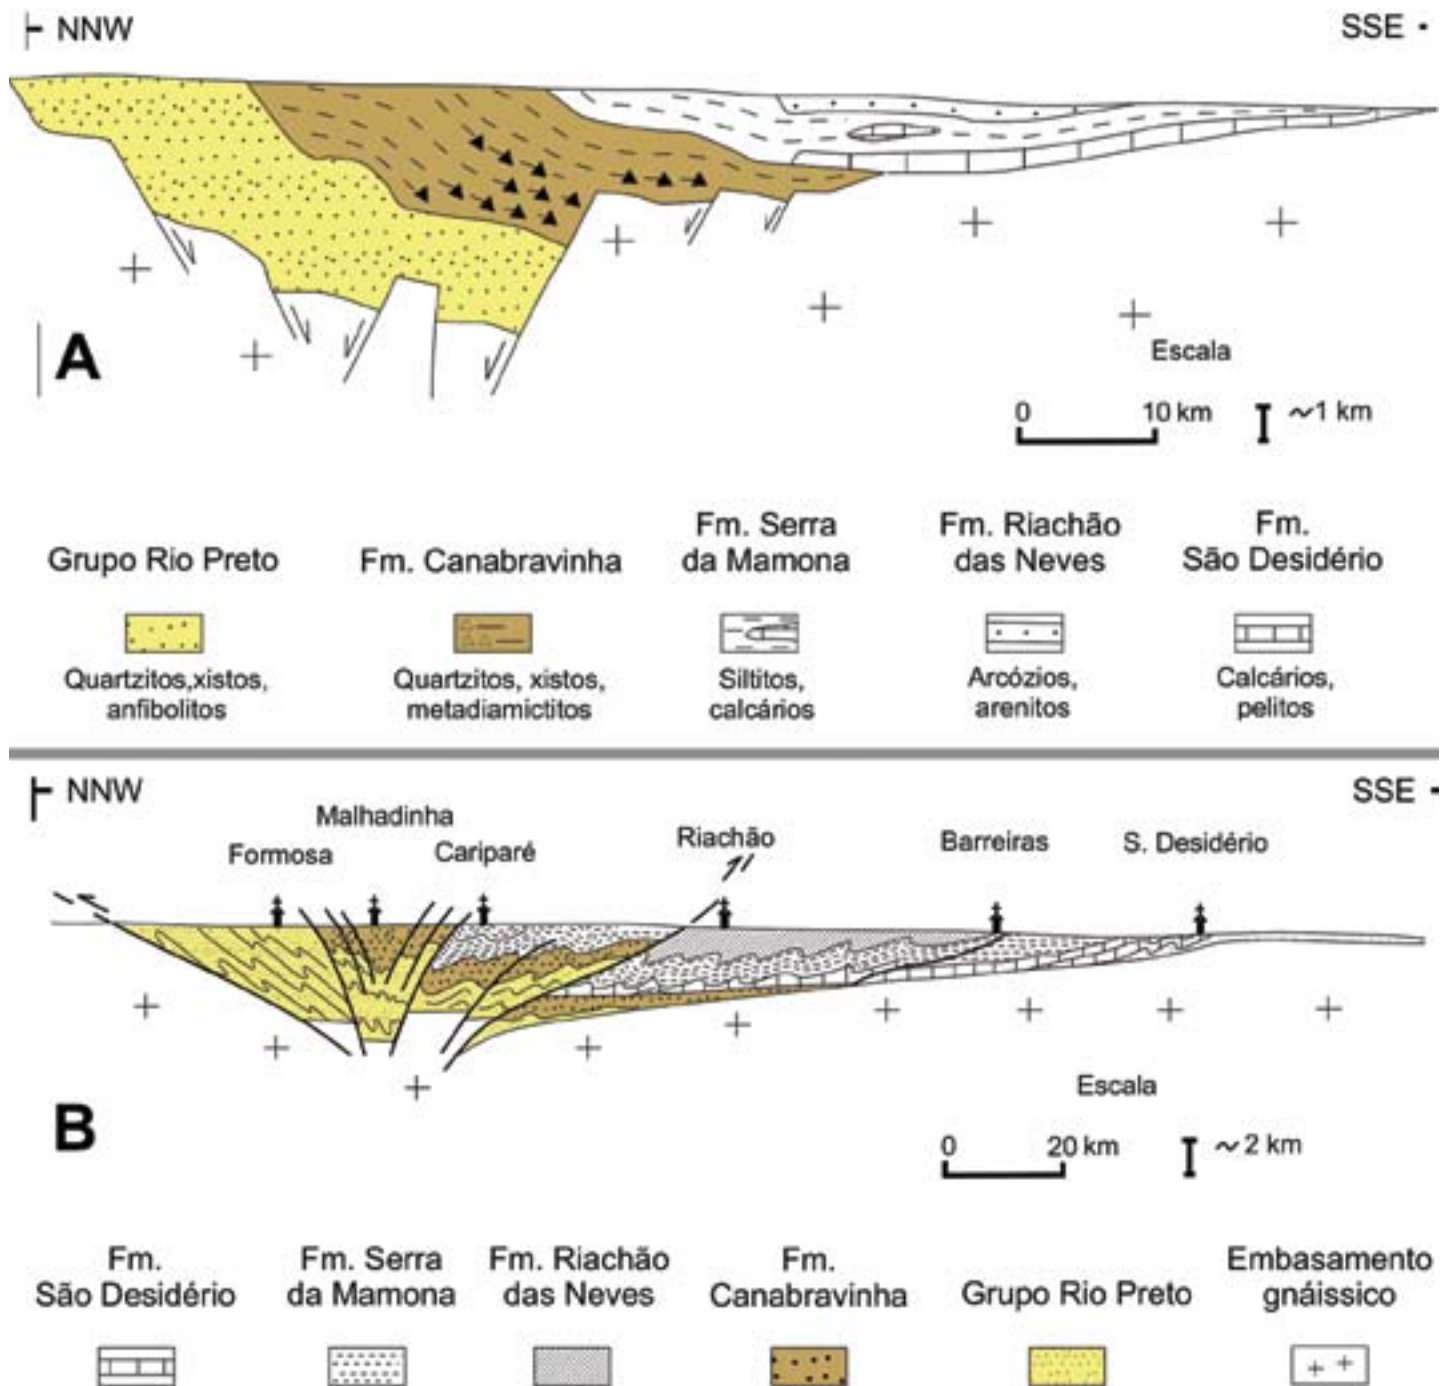 NNW
SSE
A
Escala
0 10 km ~1 km
Fm. Serra
Fm. Riachão
Fm.
Grupo Rio Preto
Fm. Canabravinha
da Mamona
das Neves
São Desidério
Quartzitos,xistos,
anfibolitos
Quartzitos, xistos,
metadiamictitos
Siltitos,
calcários
Arcózios,
arenitos
Calcários,
pelitos
NNW
SSE
Malhadinha
Formosa
Cariparé
Riachão
Barreiras
S. Desidério
B
Escala
0 20 km ~ 2 km
Fm.
São Desidério
Fm. Serra
da Mamona
Fm. Riachão
das Neves
Fm.
Canabravinha
Grupo Rio Preto
Embasamento
gnáissico